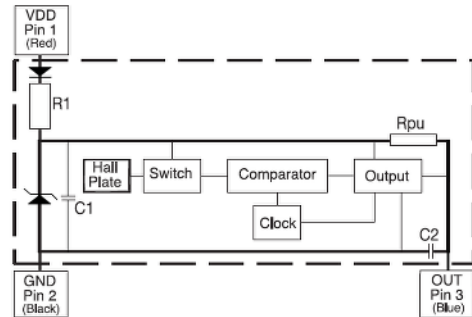 VDD
Pin 1
(Red)
R1
Rpu
Hall
Plate
Switch
Comparator
Output
C1
Clock
C2
GND
Pin 2
(Black)
OUT
Pin 3
(Blue)